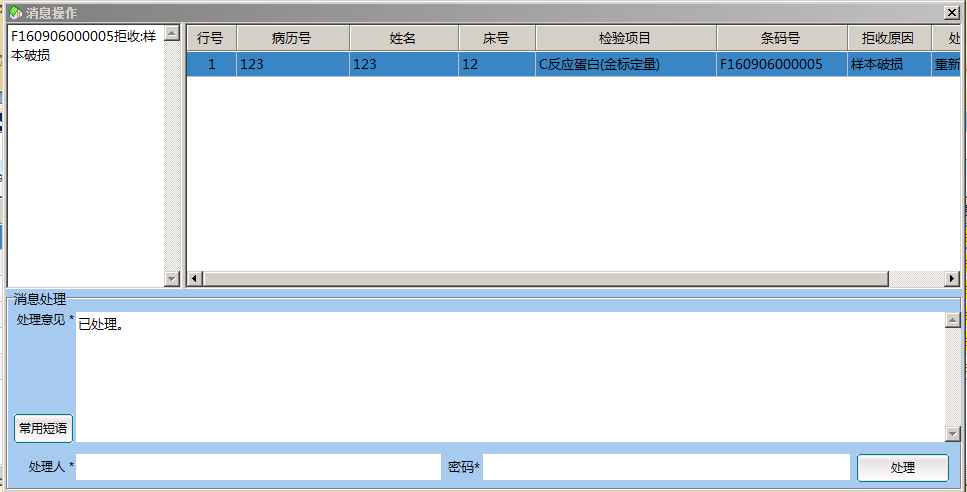 消息操作
F160906000005拒收:样
本破损
行号 病历号 姓名 床号 检验项目 条码号 拒收原因 处
1 123 123 12 C反应蛋白(金标定量) F160906000005 样本破损 重新
消息处理
处理意见 * 已处理。
常用短语
处理人 * 密码* 处理